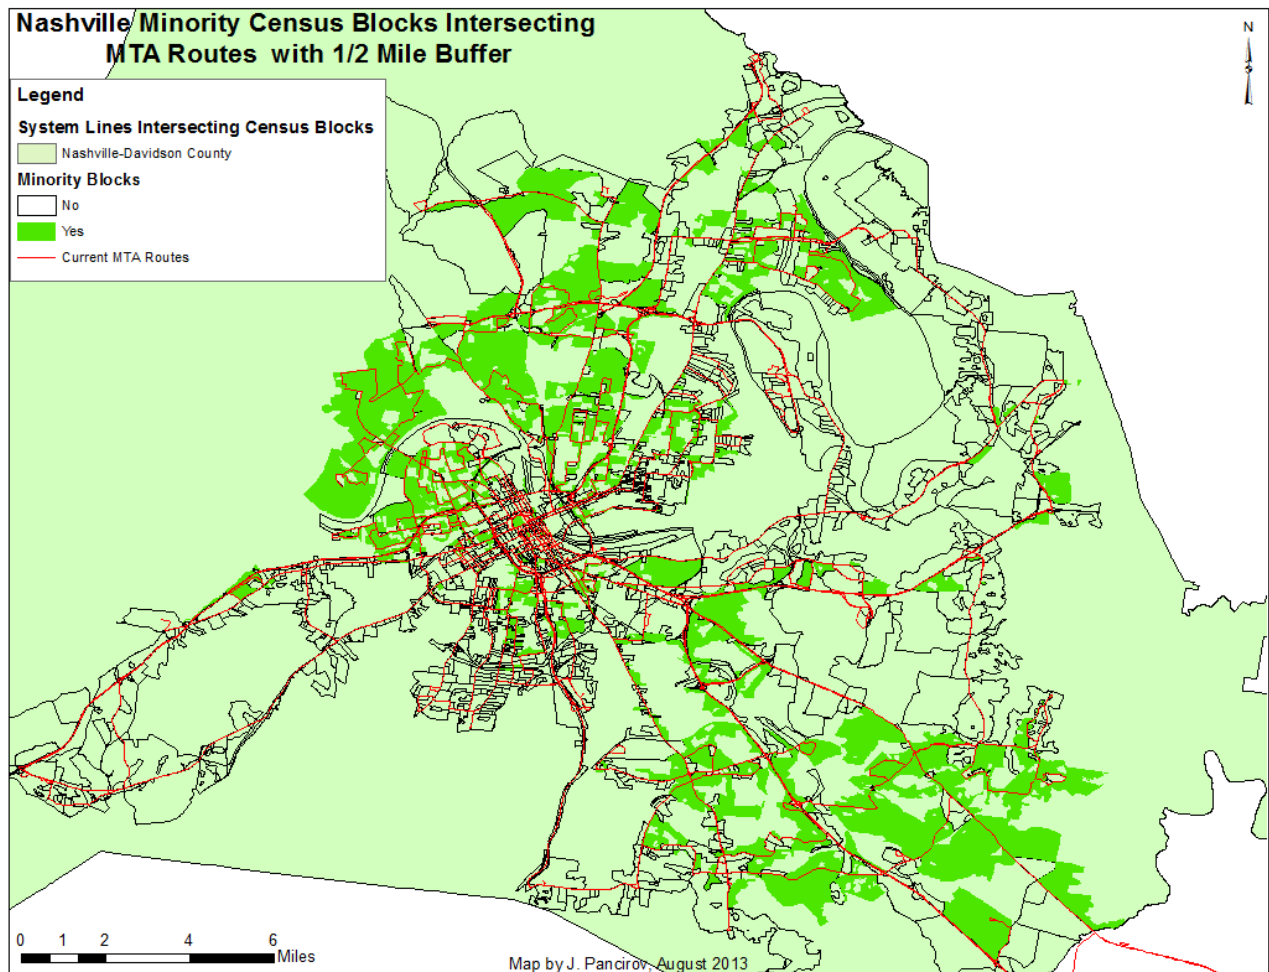 Nashville Minority Census Blocks Intersecting
MTA Routes with 1/2 Mile Buffer
N
Legend
System Lines Intersecting Census Blocks
Nashville-Davidson County
Minority Blocks
No
Yes
Current MTA Routes
0 1 2 4 6
Miles
Map by J. Pancirov, August 2013